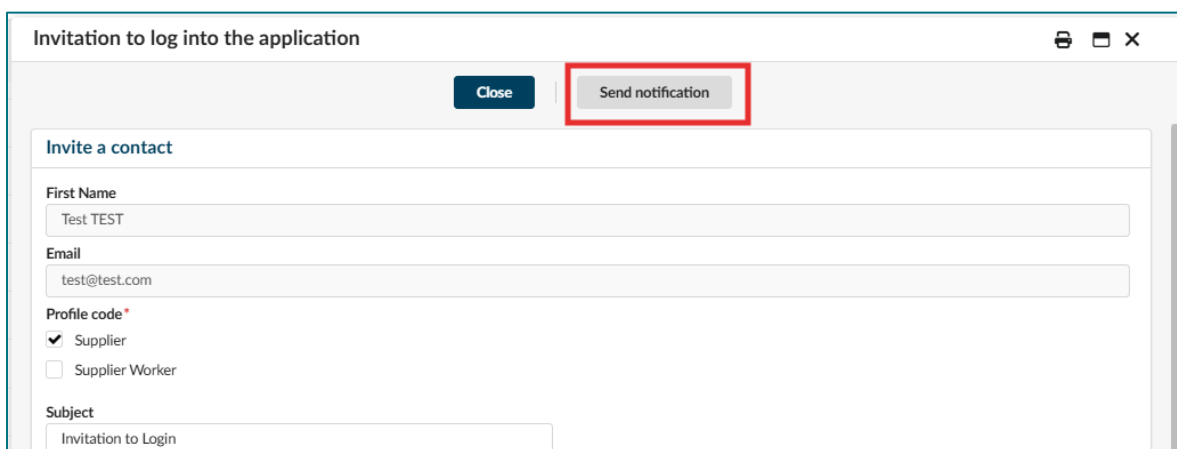 Invitation to log into the application
Close
Send notification
Invite a contact
First Name
Test TEST
Email
test@test.com
Profile code*
Supplier
Supplier Worker
Subject
Invitation to Login